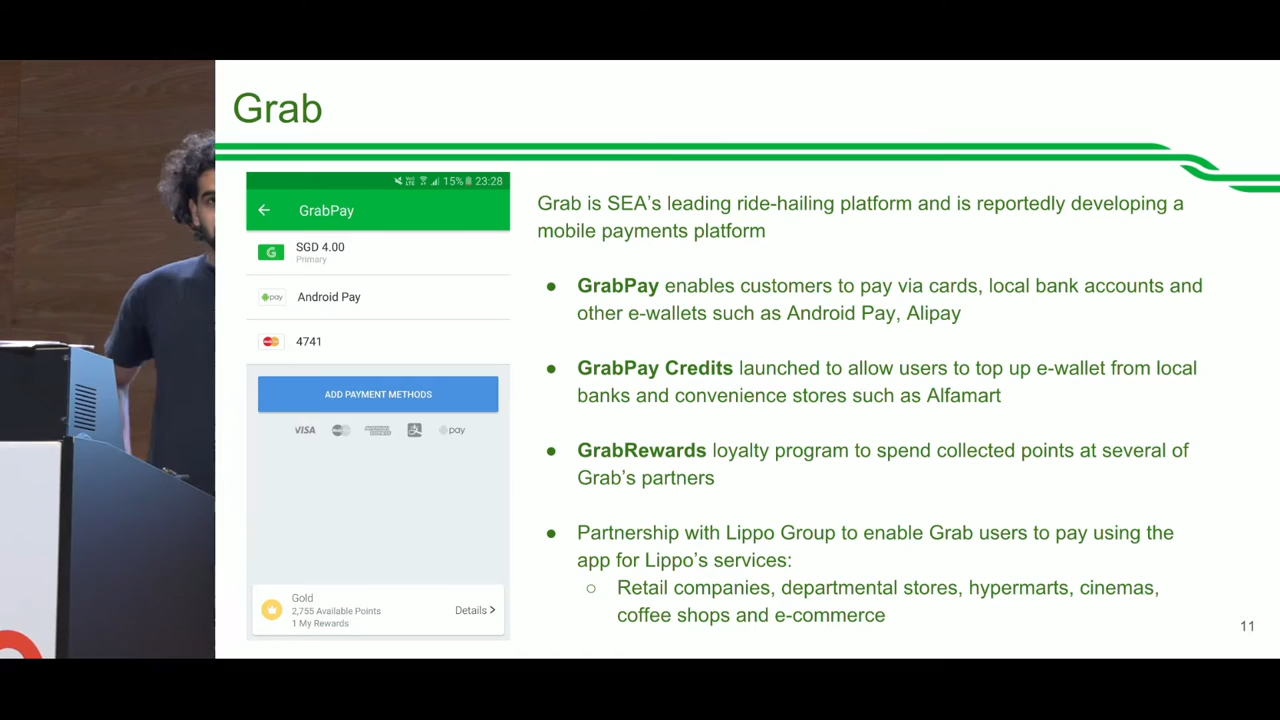 Grab
15% 23:28
GrabPay
SGD 4.00
Primary
pay Android Pay
4741
ADD PAYMENT METHODS
VISA pay
Gold
2,755 Available Points
1 My Rewards
Details >
Grab is SEA’s leading ride-hailing platform and is reportedly developing a
mobile payments platform
● GrabPay enables customers to pay via cards, local bank accounts and
other e-wallets such as Android Pay, Alipay
● GrabPay Credits launched to allow users to top up e-wallet from local
banks and convenience stores such as Alfamart
● GrabRewards loyalty program to spend collected points at several of
Grab’s partners
● Partnership with Lippo Group to enable Grab users to pay using the
app for Lippo’s services:
○ Retail companies, departmental stores, hypermarts, cinemas,
coffee shops and e-commerce
11